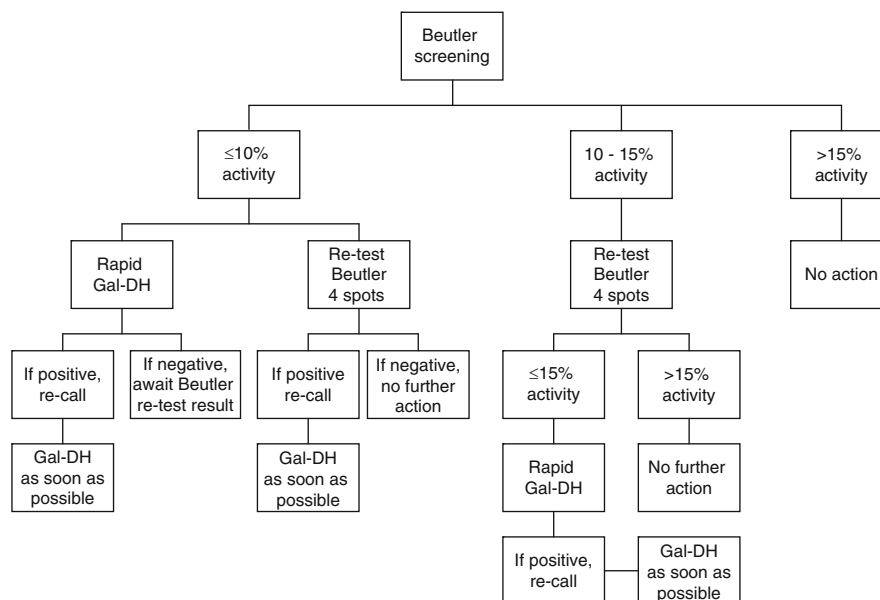 Beutler
screening
≤10%
activity
10 - 15%
activity
>15%
activity
Rapid
Gal-DH
Re-test
Beutler
4 spots
Re-test
Beutler
4 spots
No action
If positive,
re-call
If negative,
await Beutler
re-test result
If positive
re-call
If negative,
no further
action
≤15%
activity
>15%
activity
Gal-DH
as soon as
possible
Gal-DH
as soon as
possible
Rapid
Gal-DH
No further
action
If positive,
re-call
Gal-DH
as soon as
possible